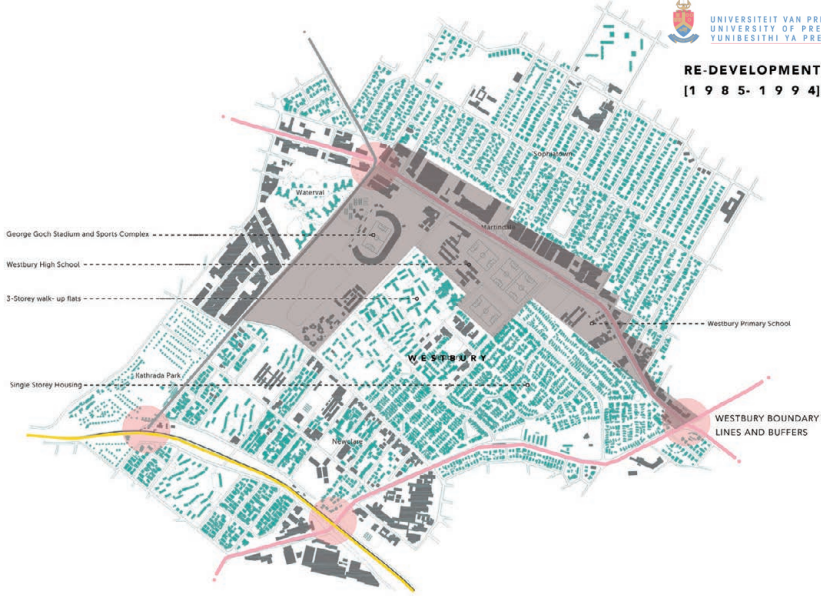 UNIVERSITEIT VAN PRE
UNIVERSITY OF PRE
YUNIBESITHI YA PRE
RE-DEVELOPMENT
[1985-1994]
Sophiatown
Waterval
Martindale
George Goch Stadium and Sports Complex
Westbury High School
3-Storey walk- up flats
Westbury Primary School
WESTBURY
Kathrada Park
Single Storey Housing
WESTBURY BOUNDARY
LINES AND BUFFERS
Newclare